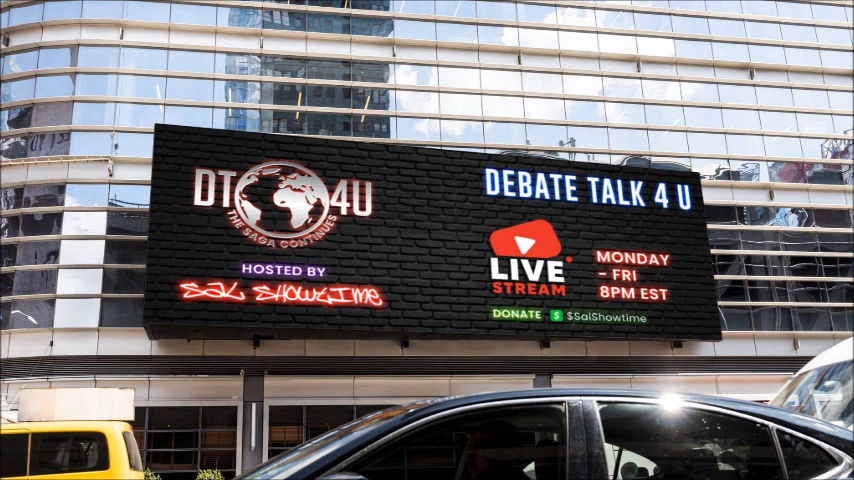 DT 4U
THE SAGA CONTINUES
HOSTED BY
SAL SHOWTIME
DEBATE TALK 4 U
LIVE
STREAM
MONDAY
- FRI
8PM EST
DONATE $ $SalShowtime